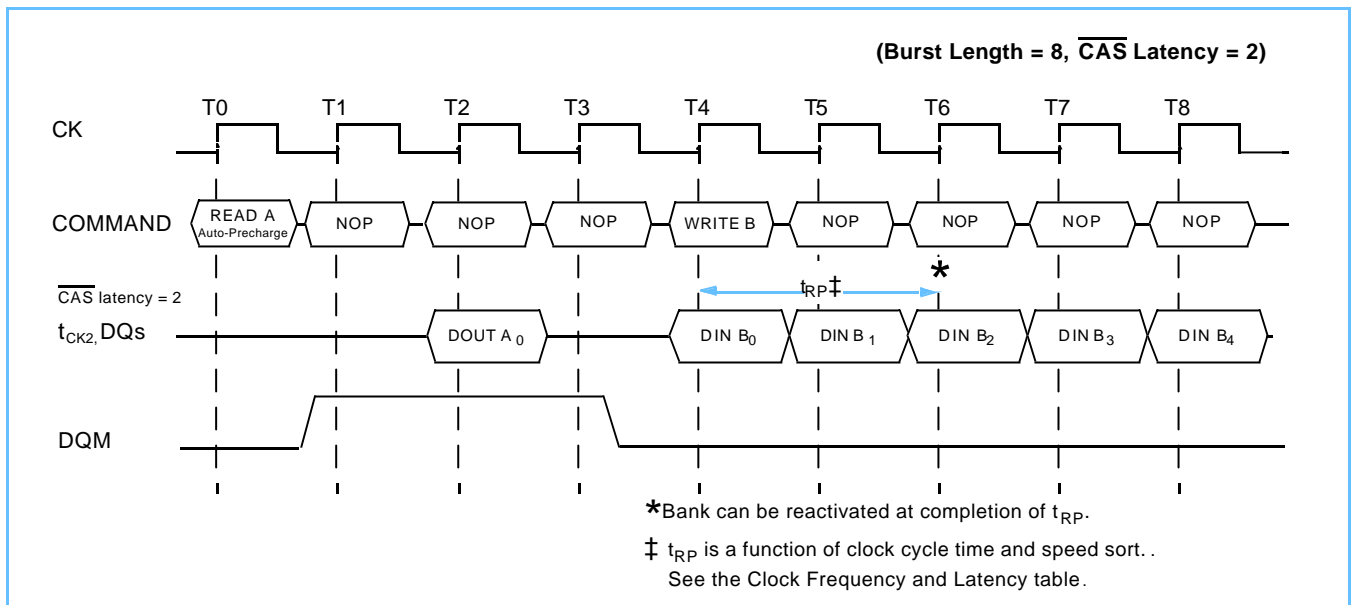 (Burst Length = 8, CAS Latency = 2)
T0 T1 T2 T3 T4 T5 T6 T7 T8
CK
COMMAND
READ A
Auto-Precharge
NOP NOP NOP WRITE B NOP NOP NOP NOP
*
CAS latency = 2
tRP‡
tCK2, DQs
DOUT A0 DIN B0 DIN B1 DIN B2 DIN B3 DIN B4
DQM
*Bank can be reactivated at completion of tRP.
‡ tRP is a function of clock cycle time and speed sort. .
See the Clock Frequency and Latency table.